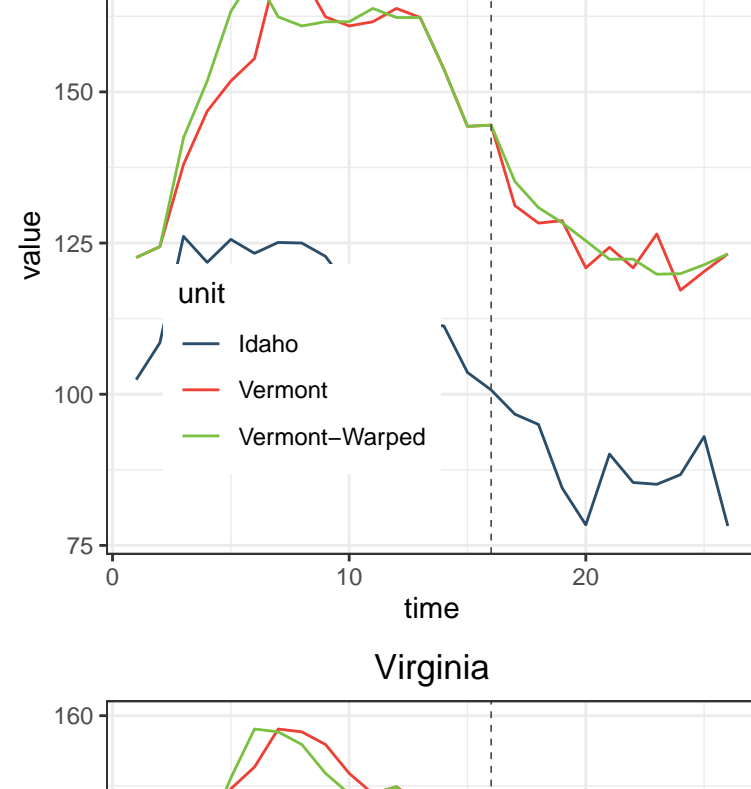 150
125
100
75
value
unit
Idaho
Vermont
Vermont−Warped
0 10 20
time
Virginia
160